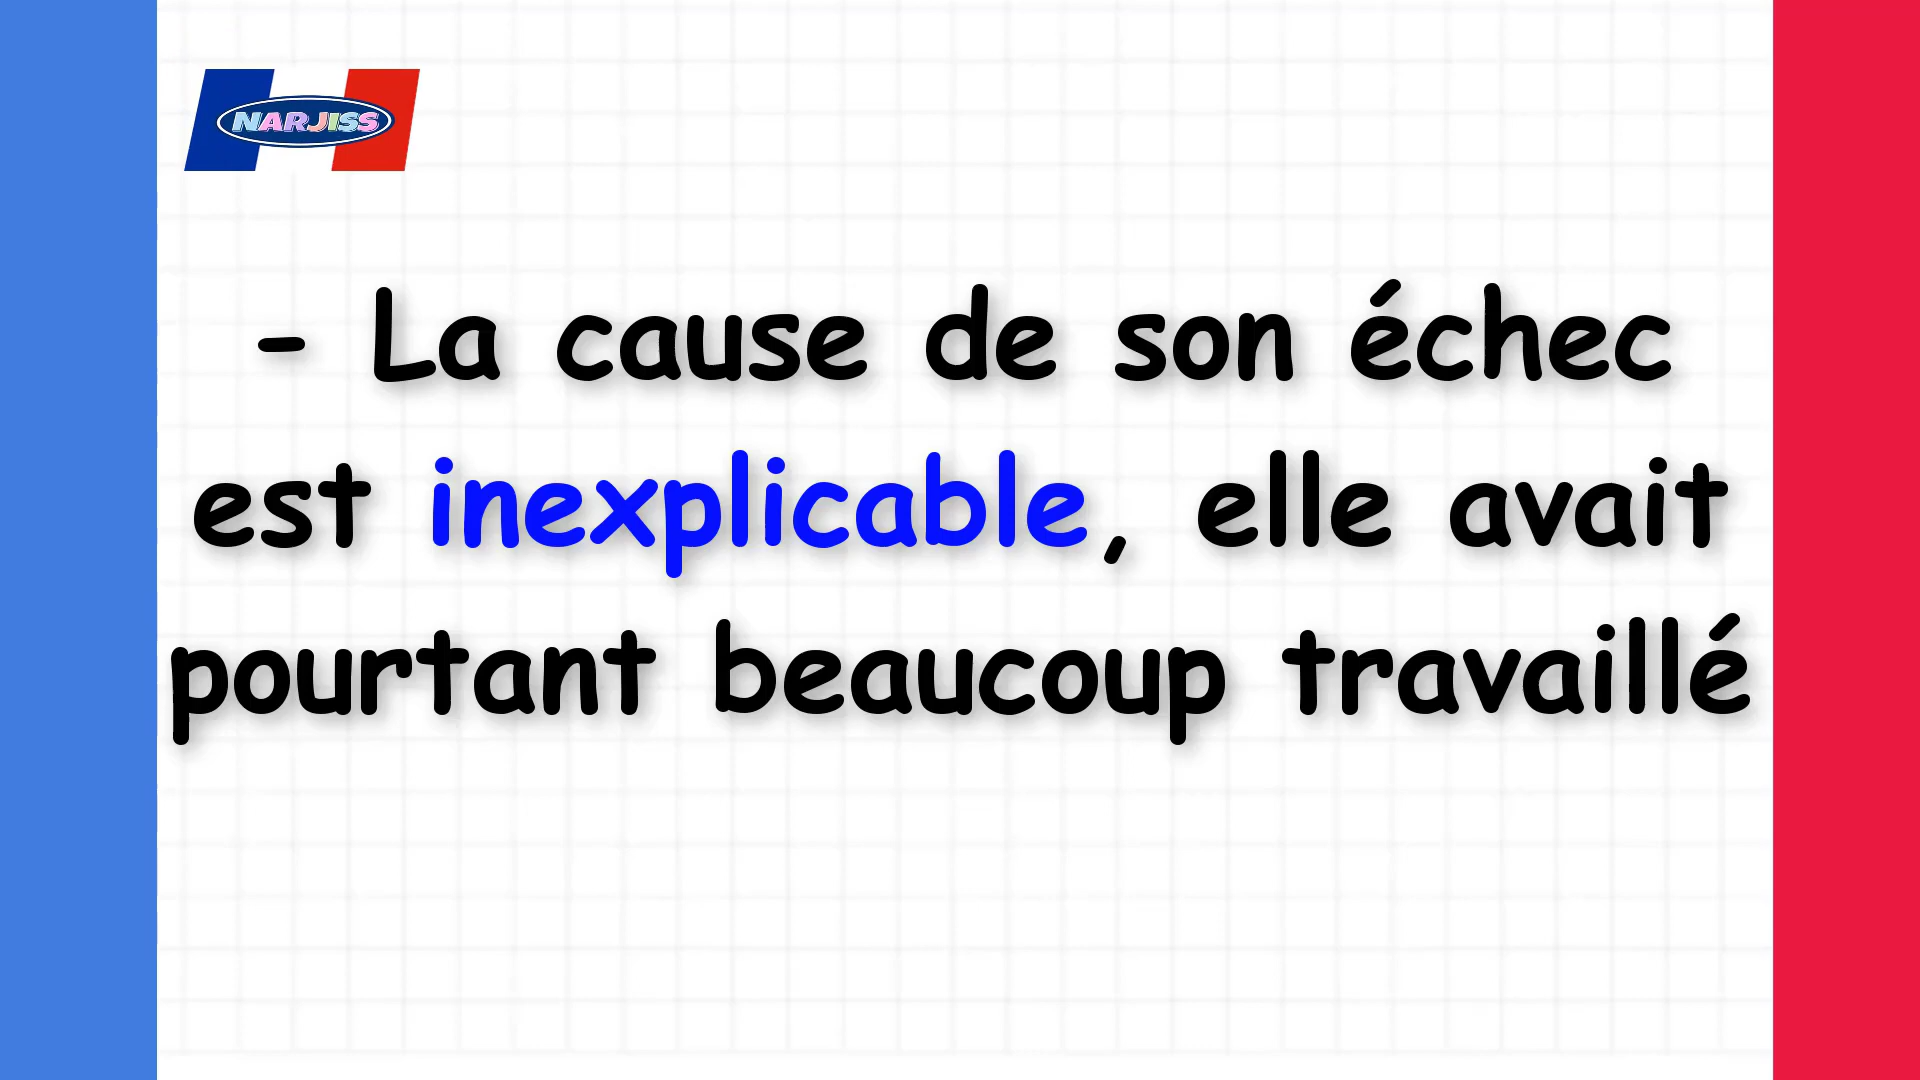 NARJISS
- La cause de son échec
est inexplicable, elle avait
pourtant beaucoup travaillé